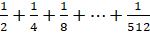 1/2 + 1/4 + 1/8 + ⋯ + 1/512